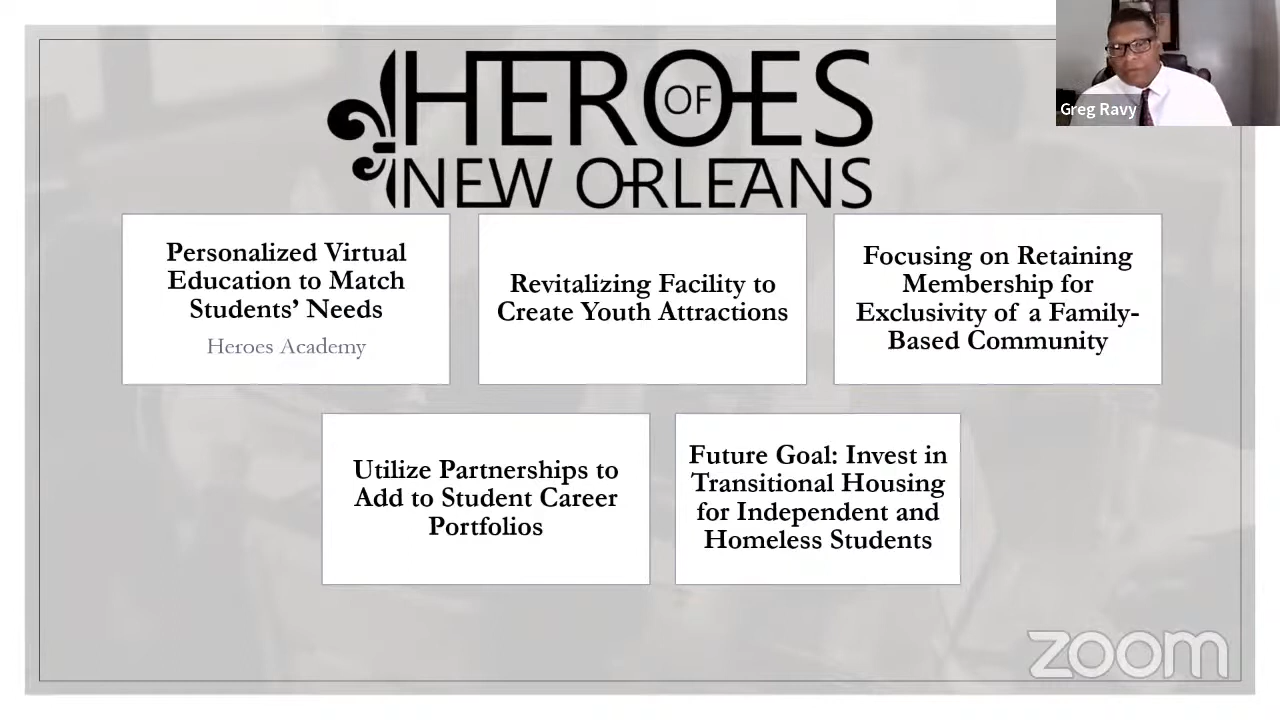 HEROES
OF
NEW ORLEANS
Greg Ravy
Personalized Virtual
Education to Match
Students’ Needs
Heroes Academy
Revitalizing Facility to
Create Youth Attractions
Focusing on Retaining
Membership for
Exclusivity of a Family-
Based Community
Utilize Partnerships to
Add to Student Career
Portfolios
Future Goal: Invest in
Transitional Housing
for Independent and
Homeless Students
zoom